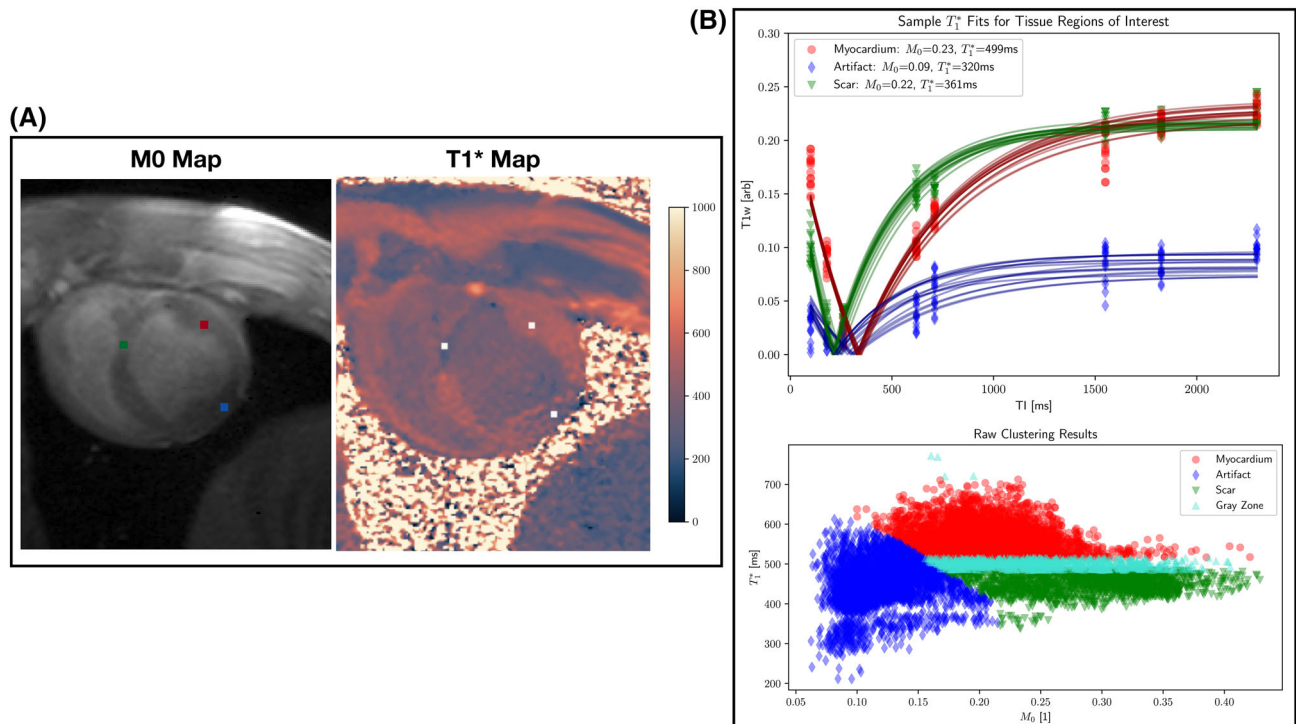 (A)
M0 Map
T1* Map
1000
800
600
400
200
0
(B)
Sample T₁* Fits for Tissue Regions of Interest
Myocardium: M₀=0.23, T₁*=499ms
Artifact: M₀=0.09, T₁*=320ms
Scar: M₀=0.22, T₁*=361ms
0.30
0.25
0.20
0.15
0.10
0.05
0.00
T1w [arb]
0
500
1000
1500
2000
TI [ms]
Raw Clustering Results
Myocardium
Artifact
Scar
Gray Zone
700
600
500
400
300
200
T₁* [ms]
0.05
0.10
0.15
0.20
0.25
0.30
0.35
0.40
M₀ [1]